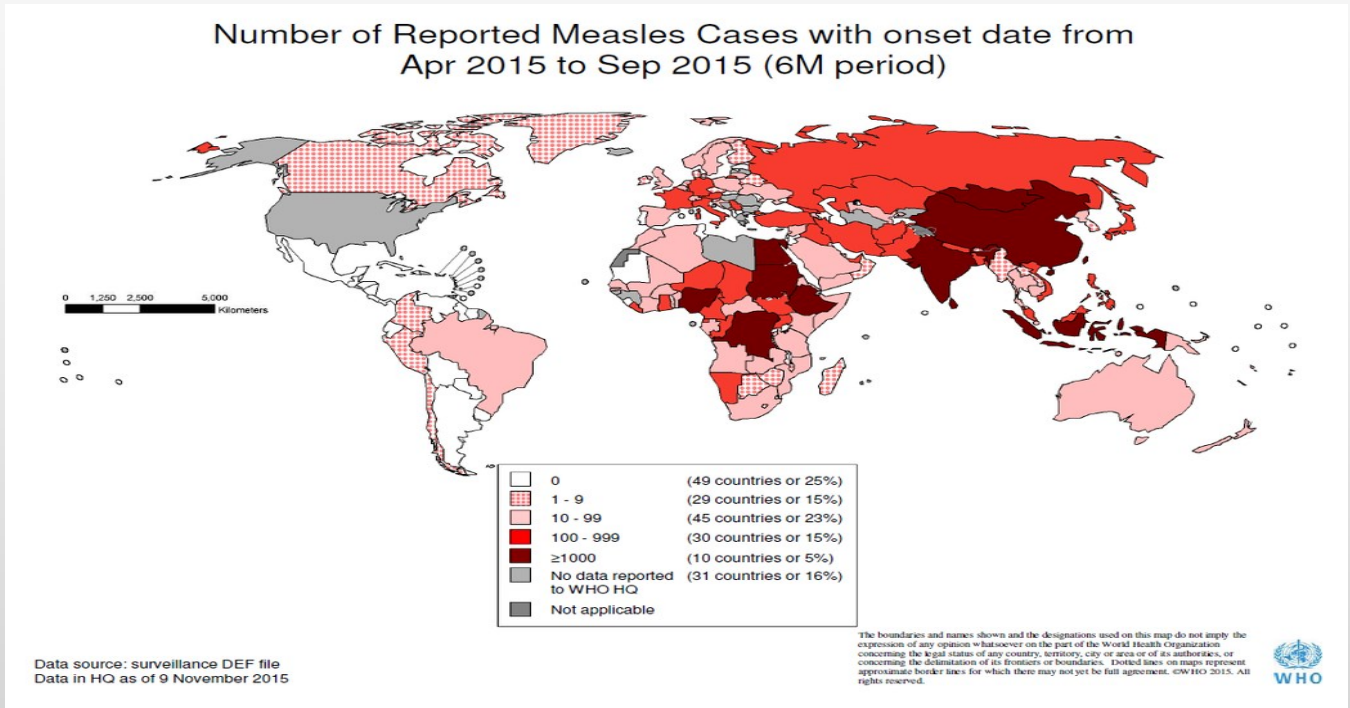 Number of Reported Measles Cases with onset date from
Apr 2015 to Sep 2015 (6M period)
0 1,250 2,500 5,000
Kilometers
0 (49 countries or 25%)
1 - 9 (29 countries or 15%)
10 - 99 (45 countries or 23%)
100 - 999 (30 countries or 15%)
≥1000 (10 countries or 5%)
No data reported (31 countries or 16%)
to WHO HQ
Not applicable
The boundaries and names shown and the designations used on this map do not imply the
expression of any opinion whatsoever on the part of the World Health Organization
concerning the legal status of any country, territory, city or area or of its authorities, or
concerning the delimitation of its frontiers or boundaries. Dotted lines on maps represent
approximate border lines for which there may not yet be full agreement. ©WHO 2015. All
rights reserved.
Data source: surveillance DEF file
Data in HQ as of 9 November 2015
WHO